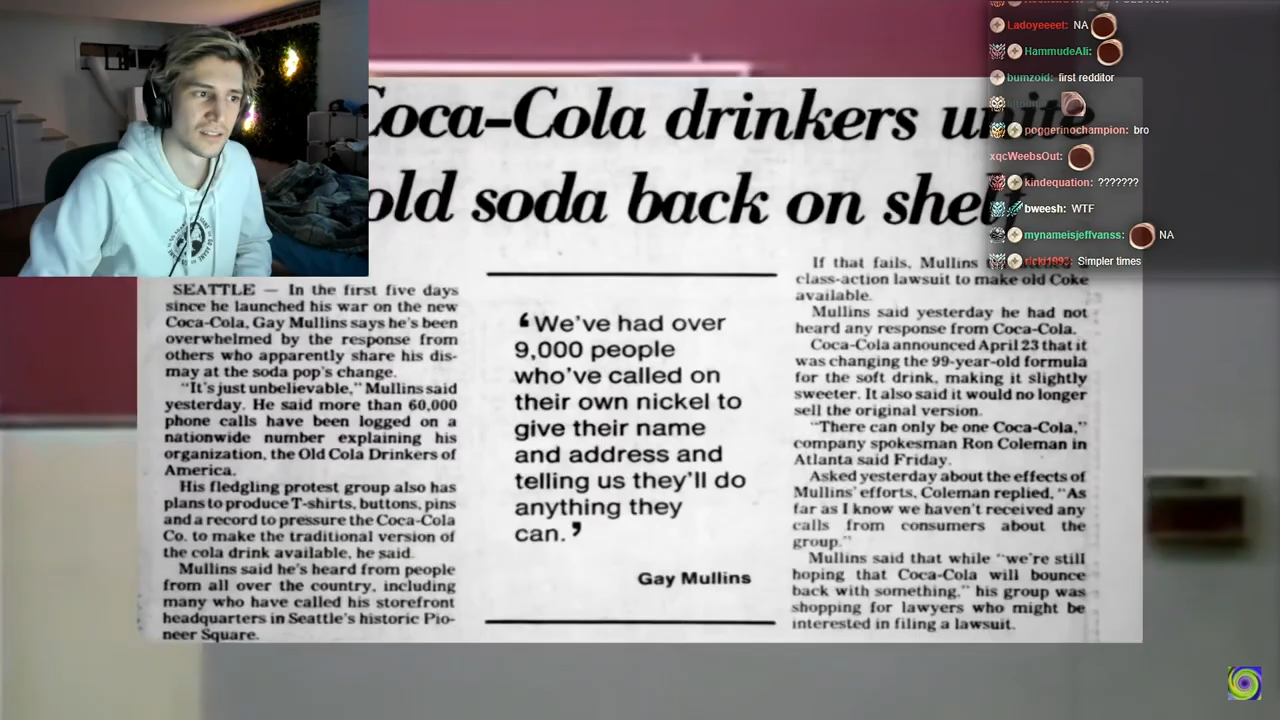 Coca-Cola drinkers unite
old soda back on shelf
SEATTLE — In the first five days
since he launched his war on the new
Coca-Cola, Gay Mullins says he's been
overwhelmed by the response from
others who apparently share his dis-
may at the soda pop's change.
"It's just unbelievable," Mullins said
yesterday. He said more than 60,000
phone calls have been logged on a
nationwide number explaining his
organization, the Old Cola Drinkers of
America.
His fledgling protest group also has
plans to produce T-shirts, buttons, pins
and a record to pressure the Coca-Cola
Co. to make the traditional version of
the cola drink available, he said.
Mullins said he's heard from people
from all over the country, including
many who have called his storefront
headquarters in Seattle's historic Pio-
neer Square.
‘We've had over
9,000 people
who've called on
their own nickel to
give their name
and address and
telling us they'll do
anything they
can.’
Gay Mullins
If that fails, Mullins
class-action lawsuit to make old Coke
available.
Mullins said yesterday he had not
heard any response from Coca-Cola.
Coca-Cola announced April 23 that it
was changing the 99-year-old formula
for the soft drink, making it slightly
sweeter. It also said it would no longer
sell the original version.
"There can only be one Coca-Cola,"
company spokesman Ron Coleman in
Atlanta said Friday.
Asked yesterday about the effects of
Mullins' efforts, Coleman replied, "As
far as I know we haven't received any
calls from consumers about the
group."
Mullins said that while "we're still
hoping that Coca-Cola will bounce
back with something," his group was
shopping for lawyers who might be
interested in filing a lawsuit.
Ladoyeeeet: NA
HammudeAli:
bumzoid: first redditor
poggerinochampion: bro
xqcWeebsOut:
kindequation: ???????
bweesh: WTF
mynameisjeffvanss: NA
ricki1993: Simpler times